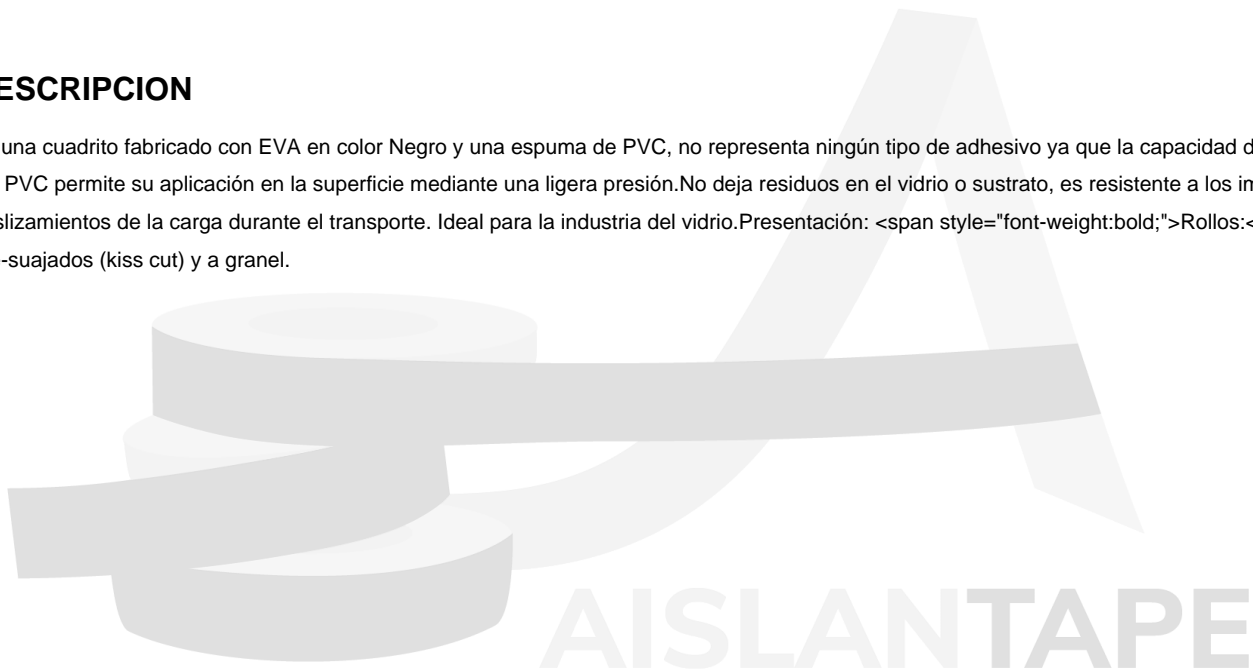 ESCRIPCION
una cuadrito fabricado con EVA en color Negro y una espuma de PVC, no representa ningún tipo de adhesivo ya que la capacidad d
PVC permite su aplicación en la superficie mediante una ligera presión.No deja residuos en el vidrio o sustrato, es resistente a los im
slizamientos de la carga durante el transporte. Ideal para la industria del vidrio.Presentación: <span style="font-weight:bold;">Rollos:<
-suajados (kiss cut) y a granel.
AISLANTAPE